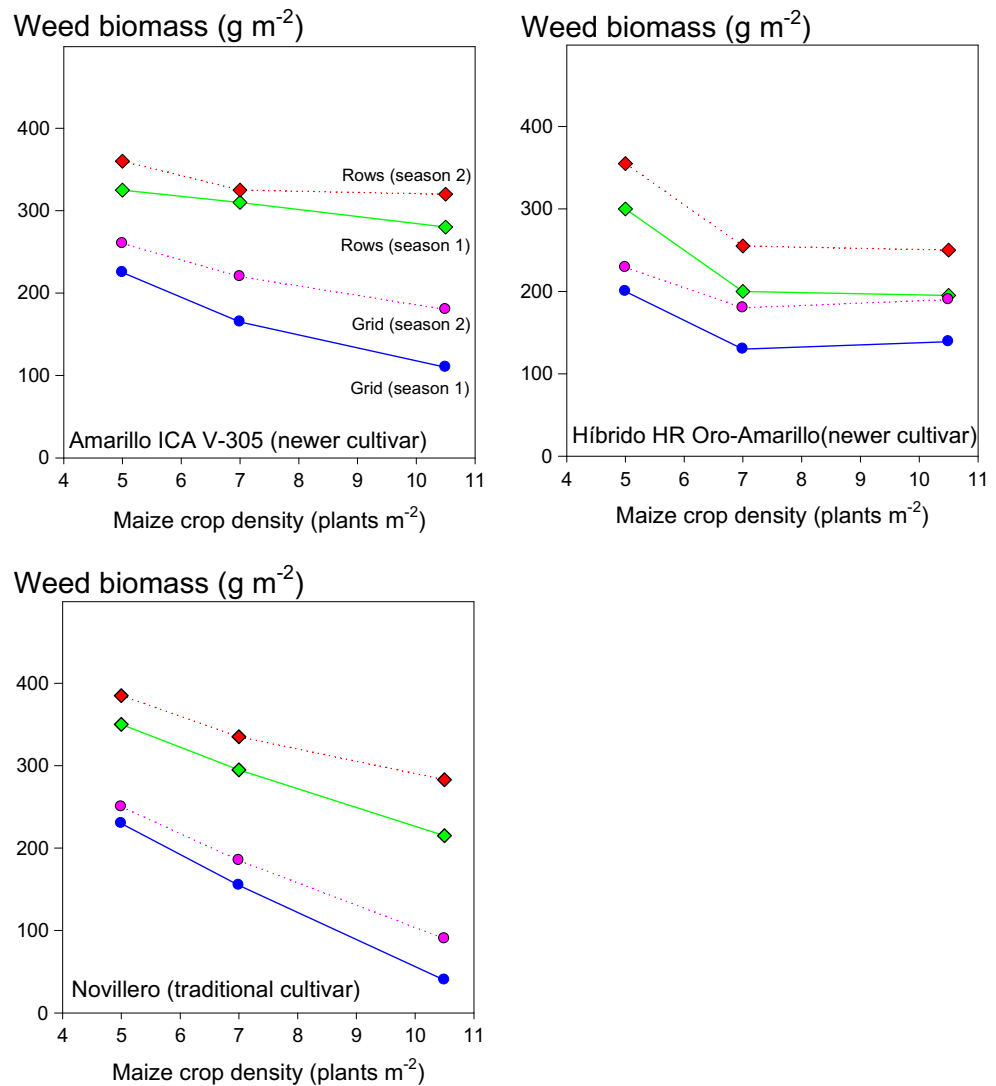 Weed biomass (g m⁻²)
400
300
200
100
0
Rows (season 2)
Rows (season 1)
Grid (season 2)
Grid (season 1)
Amarillo ICA V-305 (newer cultivar)
4 5 6 7 8 9 10 11
Maize crop density (plants m⁻²)
Weed biomass (g m⁻²)
400
300
200
100
0
Híbrido HR Oro-Amarillo(newer cultivar)
4 5 6 7 8 9 10 11
Maize crop density (plants m⁻²)
Weed biomass (g m⁻²)
400
300
200
100
0
Novillero (traditional cultivar)
4 5 6 7 8 9 10 11
Maize crop density (plants m⁻²)